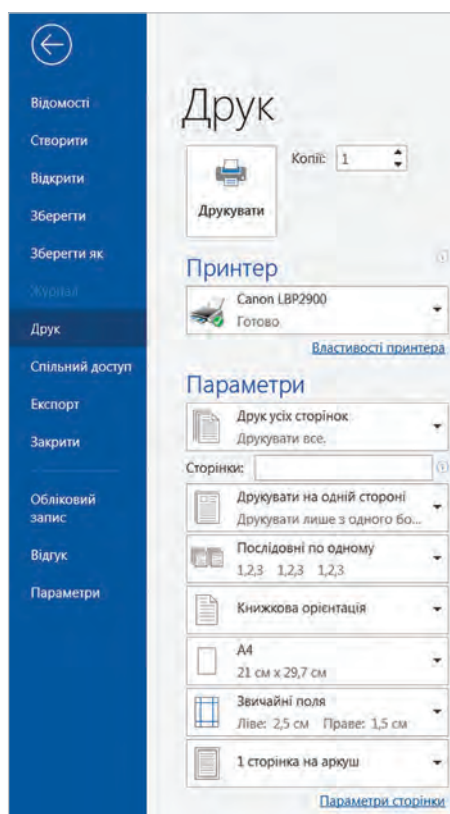 Відомості
Створити
Відкрити
Зберегти
Зберегти як
Журнал
Друк
Спільний доступ
Експорт
Закрити
Обліковий
запис
Відгук
Параметри
Друк
Друкувати
Копії: 1
Принтер
Canon LBP2900
Готово
Властивості принтера
Параметри
Друк усіх сторінок
Друкувати все.
Сторінки:
Друкувати на одній стороні
Друкувати лише з одного бо...
Послідовні по одному
1,2,3 1,2,3 1,2,3
Книжкова орієнтація
A4
21 см x 29,7 см
Звичайні поля
Ліве: 2,5 см Праве: 1,5 см
1 сторінка на аркуш
Параметри сторінки